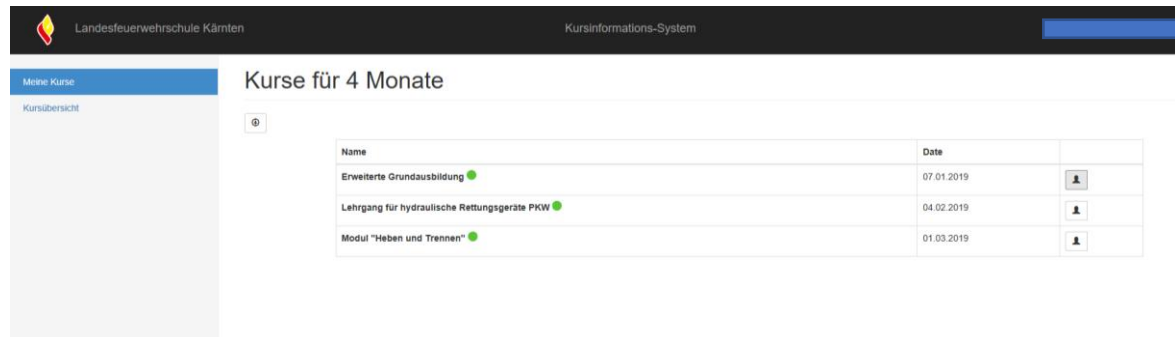 Landesfeuerwehrschule Kärnten Kursinformations-System
Meine Kurse
Kursübersicht
Kurse für 4 Monate
Name Date
Erweiterte Grundausbildung 07.01.2019
Lehrgang für hydraulische Rettungsgeräte PKW 04.02.2019
Modul "Heben und Trennen" 01.03.2019